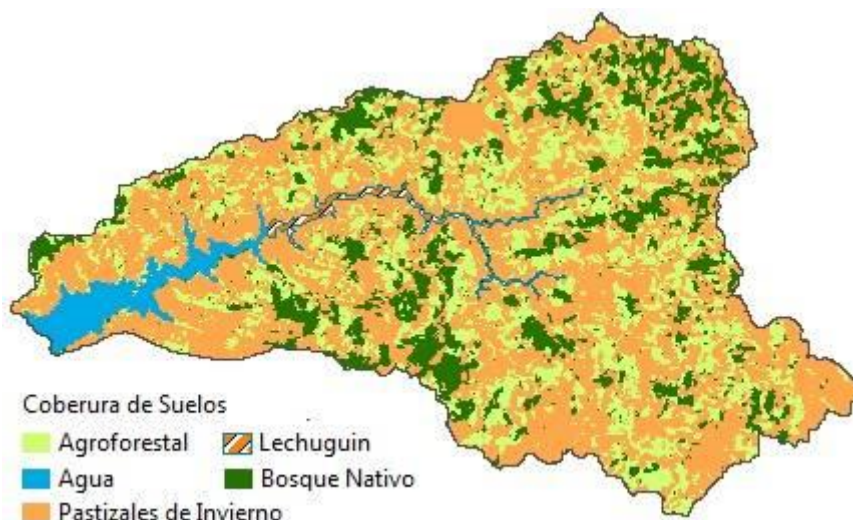 Coberura de Suelos
Agroforestal
Lechuguin
Agua
Bosque Nativo
Pastizales de Invierno